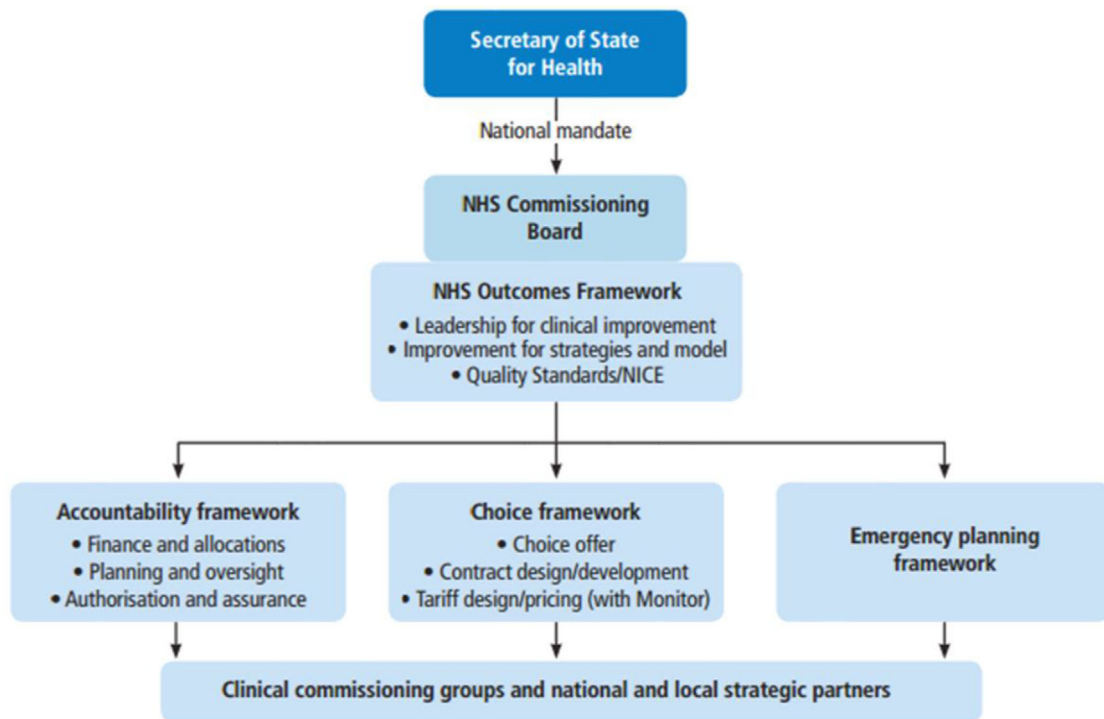 Secretary of State
for Health
National mandate
NHS Commissioning
Board
NHS Outcomes Framework
• Leadership for clinical improvement
• Improvement for strategies and model
• Quality Standards/NICE
Accountability framework
• Finance and allocations
• Planning and oversight
• Authorisation and assurance
Choice framework
• Choice offer
• Contract design/development
• Tariff design/pricing (with Monitor)
Emergency planning
framework
Clinical commissioning groups and national and local strategic partners